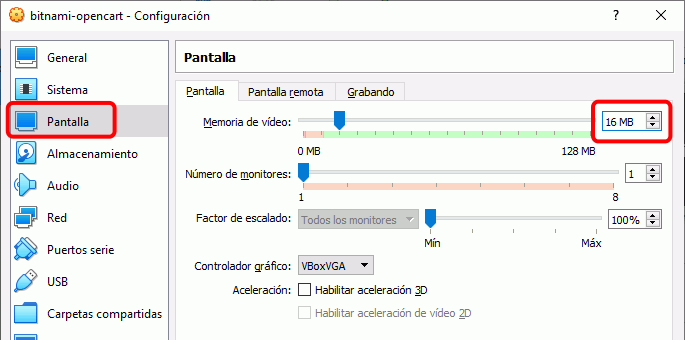 bitnami-opencart - Configuración ? ×
General
Sistema
Pantalla
Almacenamiento
Audio
Red
Puertos serie
USB
Carpetas compartidas
Pantalla
Pantalla Pantalla remota Grabando
Memoria de vídeo: 16 MB
0 MB 128 MB
Número de monitores: 1
1 8
Factor de escalado: Todos los monitores 100%
Mín Máx
Controlador gráfico: VBoxVGA
Aceleración: Habilitar aceleración 3D
Habilitar aceleración de vídeo 2D